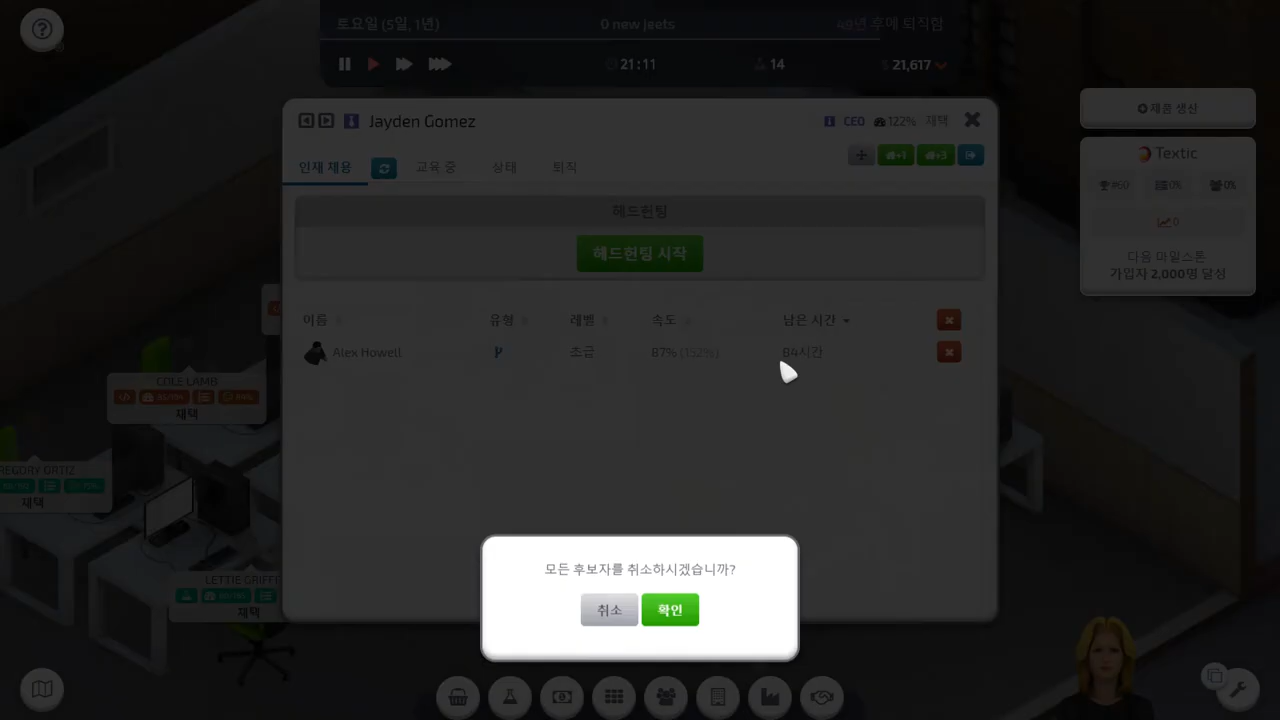 토요일 (5일, 1년)
0 new jeets
49년 후에 퇴직함
21:11
14
$ 21,617
Jayden Gomez
CEO
122%
재택
인재 재용
교육 중
상태
퇴직
+1
+3
헤드헌팅
헤드헌팅 시작
이름
유형
레벨
속도
남은 시간
Alex Howell
초급
87% (132%)
84시간
제품 생산
Textic
#60
0%
0%
0
다음 마일스톤
가입자 2,000명 달성
COLE LAMB
재택
REGORY ORTIZ
재택
LETTIE GRIFFI
재택
모든 후보자를 취소하시겠습니까?
취소
확인